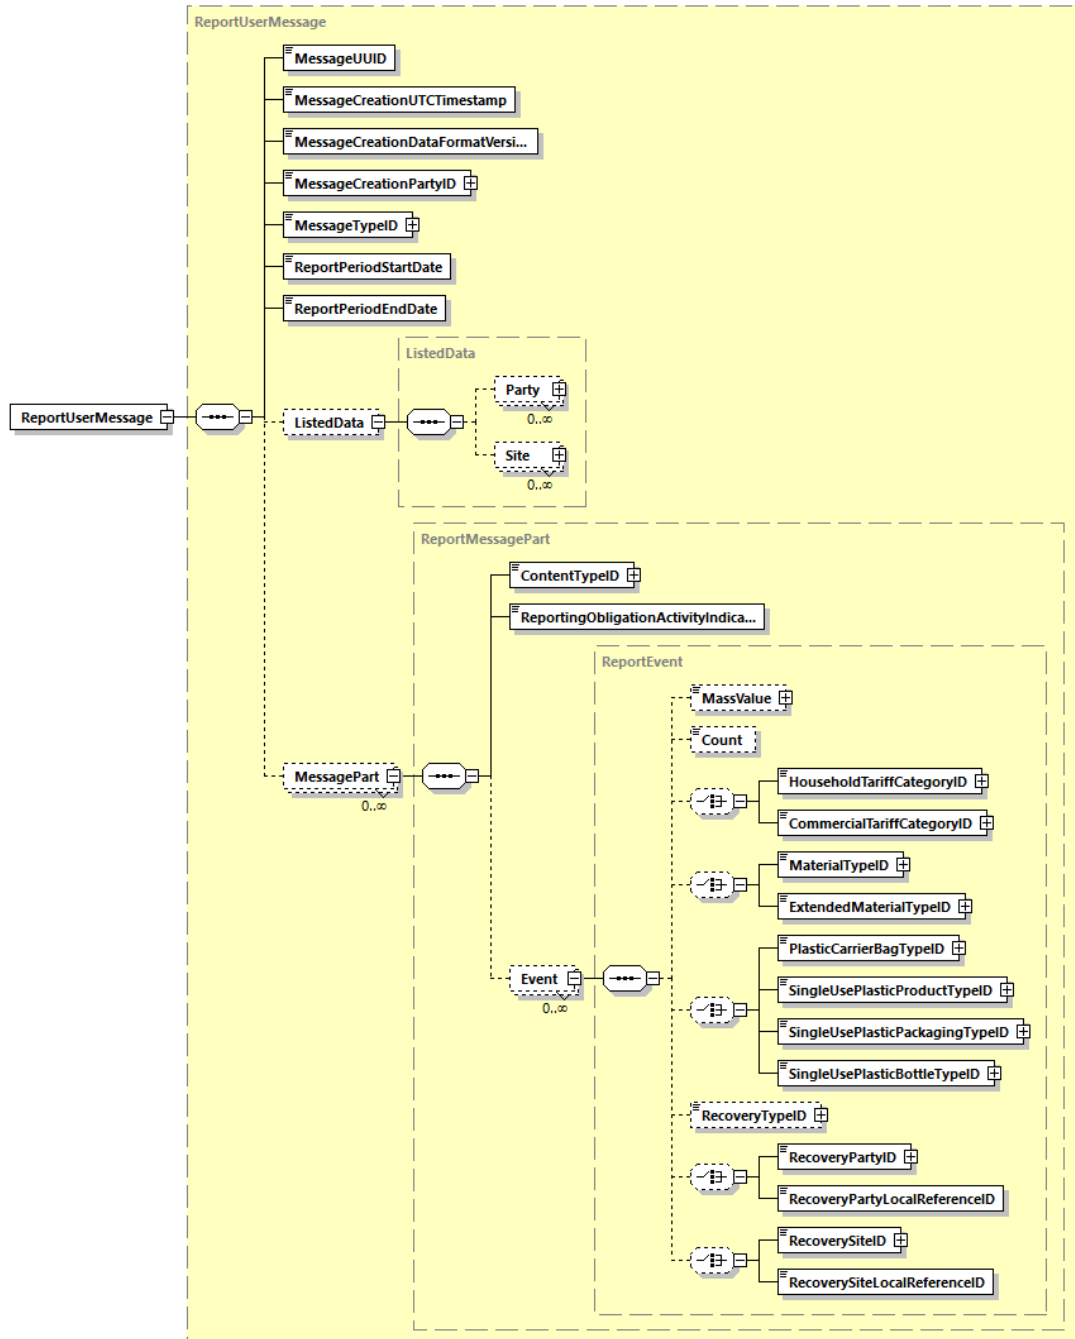 ReportUserMessage
MessageUUID
MessageCreationUTCTimestamp
MessageCreationDataFormatVersi...
MessageCreationPartyID
MessageTypeID
ReportPeriodStartDate
ReportPeriodEndDate
ListedData
Party
0..∞
ReportUserMessage
ListedData
Site
0..∞
ReportMessagePart
ContentTypeID
ReportingObligationActivityIndica...
ReportEvent
MassValue
Count
MessagePart
0..∞
HouseholdTariffCategoryID
CommercialTariffCategoryID
MaterialTypeID
ExtendedMaterialTypeID
PlasticCarrierBagTypeID
Event
0..∞
SingleUsePlasticProductTypeID
SingleUsePlasticPackagingTypeID
SingleUsePlasticBottleTypeID
RecoveryTypeID
RecoveryPartyID
RecoveryPartyLocalReferenceID
RecoverySiteID
RecoverySiteLocalReferenceID